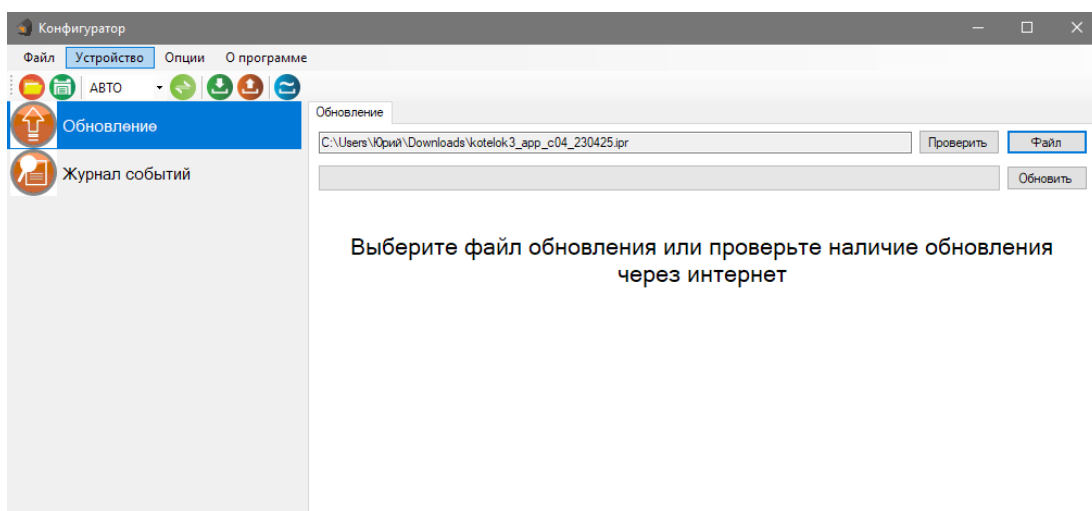 Конфигуратор
Файл Устройство Опции О программе
АВТО
Обновление
Журнал событий
Обновление
C:\Users\Юрий\Downloads\kotelok3_app_c04_230425.ipr Проверить Файл
Обновить
Выберите файл обновления или проверьте наличие обновления
через интернет